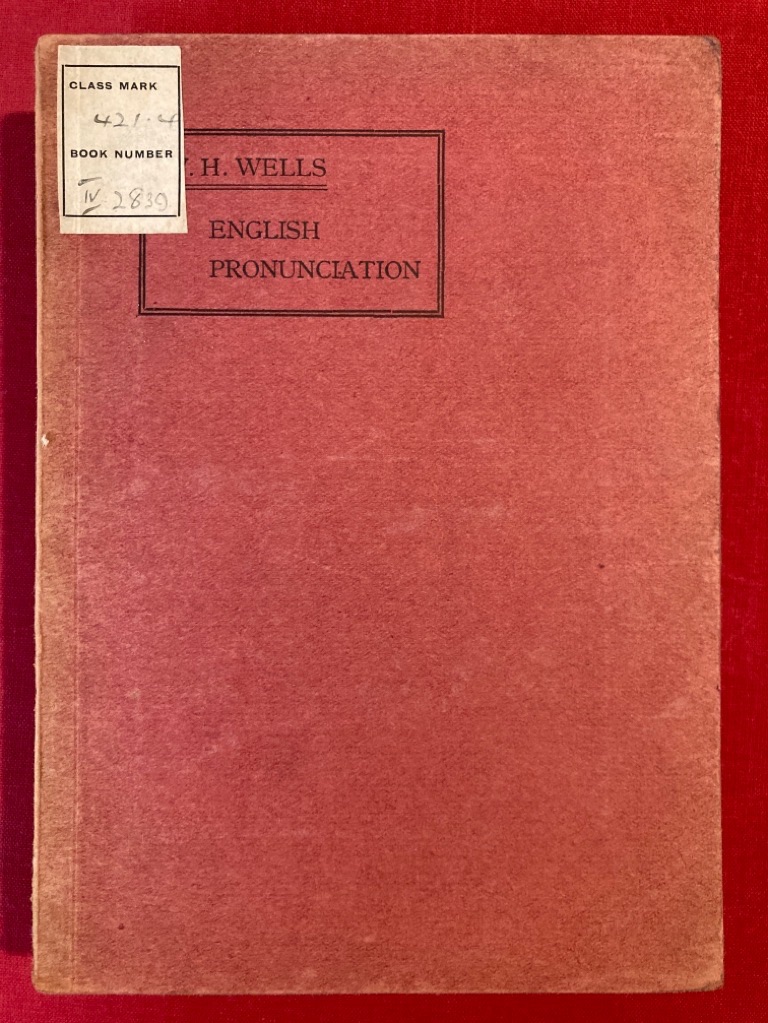 CLASS MARK
421.4
BOOK NUMBER
IV 2839
. H. WELLS
ENGLISH
PRONUNCIATION